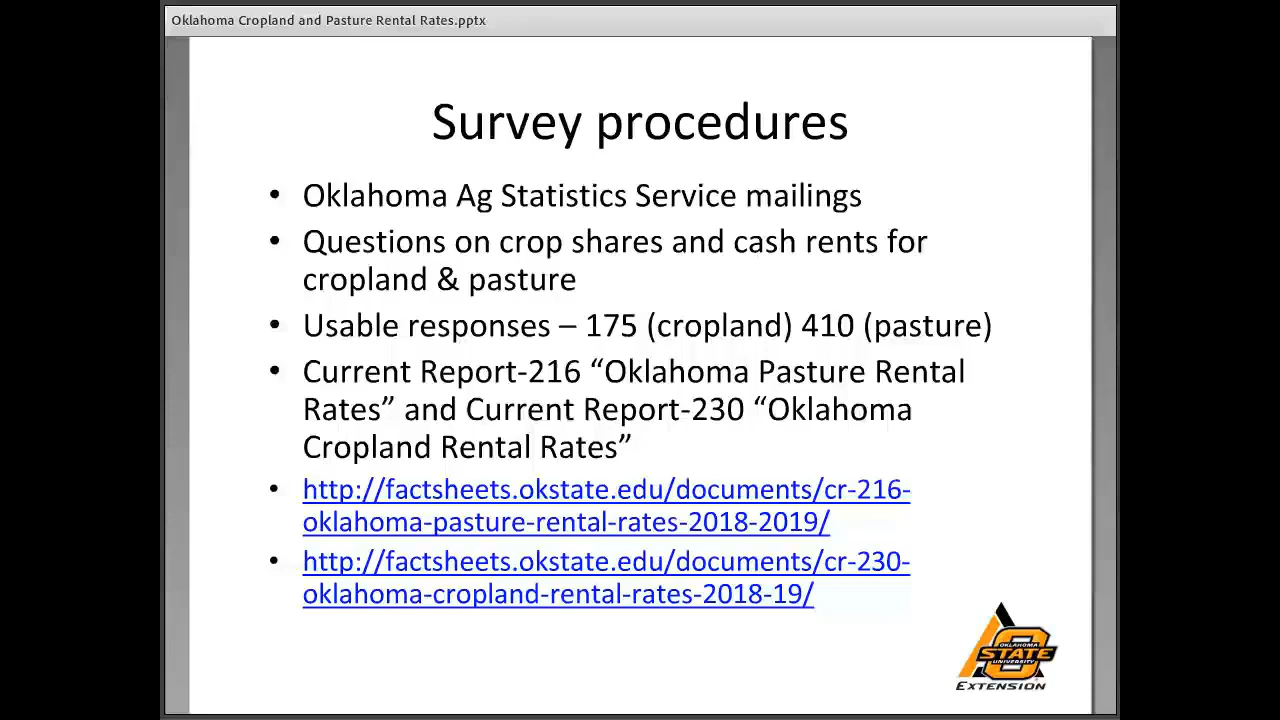 Oklahoma Cropland and Pasture Rental Rates.pptx
Survey procedures
• Oklahoma Ag Statistics Service mailings
• Questions on crop shares and cash rents for
cropland & pasture
• Usable responses – 175 (cropland) 410 (pasture)
• Current Report-216 “Oklahoma Pasture Rental
Rates” and Current Report-230 “Oklahoma
Cropland Rental Rates”
• http://factsheets.okstate.edu/documents/cr-216-
oklahoma-pasture-rental-rates-2018-2019/
• http://factsheets.okstate.edu/documents/cr-230-
oklahoma-cropland-rental-rates-2018-19/
OKLAHOMA
STATE
UNIVERSITY
EXTENSION